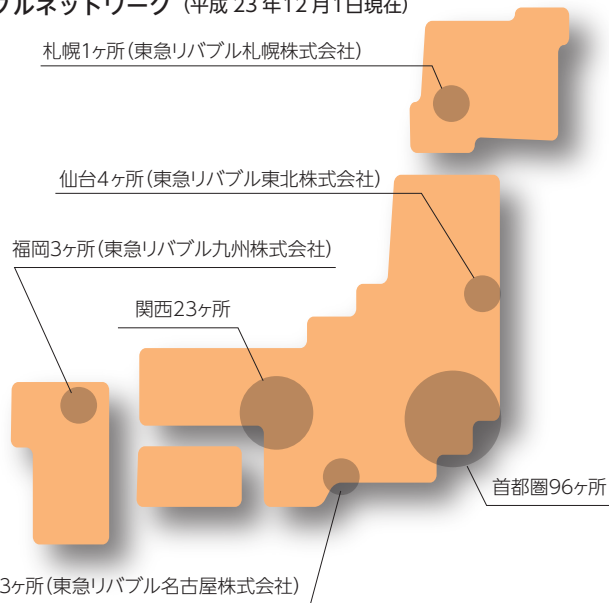 ブルネットワーク (平成23年12月1日現在)
札幌1ヶ所(東急リバブル札幌株式会社)
仙台4ヶ所(東急リバブル東北株式会社)
福岡3ヶ所(東急リバブル九州株式会社)
関西23ヶ所
首都圏96ヶ所
3ヶ所(東急リバブル名古屋株式会社)